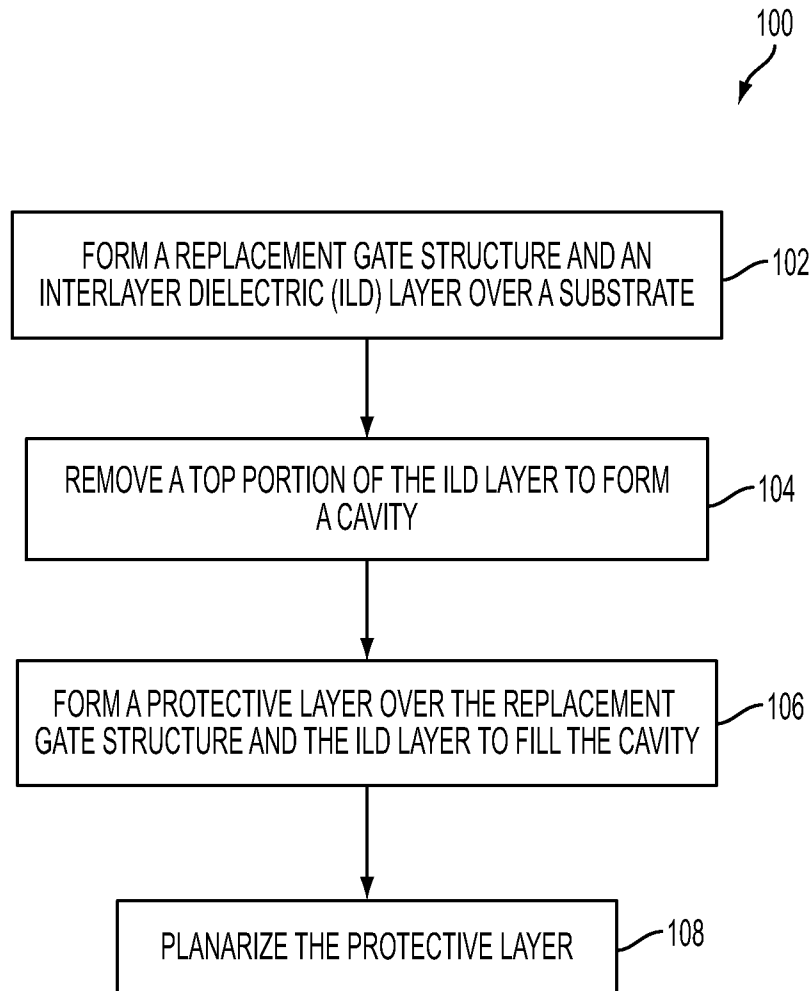 100
FORM A REPLACEMENT GATE STRUCTURE AND AN
INTERLAYER DIELECTRIC (ILD) LAYER OVER A SUBSTRATE
102
REMOVE A TOP PORTION OF THE ILD LAYER TO FORM
A CAVITY
104
FORM A PROTECTIVE LAYER OVER THE REPLACEMENT
GATE STRUCTURE AND THE ILD LAYER TO FILL THE CAVITY
106
PLANARIZE THE PROTECTIVE LAYER
108